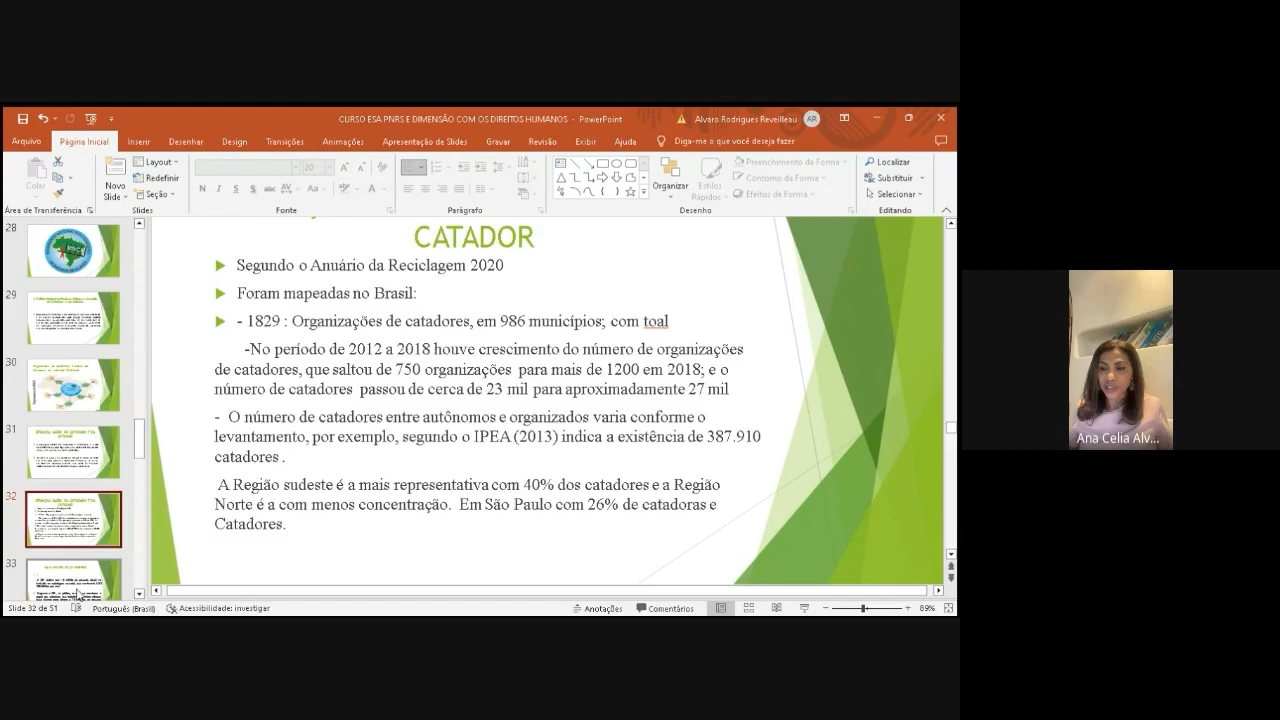 CURSO ESA PNRS E DIMENSÃO COM OS DIREITOS HUMANOS - PowerPoint
Alvaro Rodrigues Reveilleau AR
Arquivo Página Inicial Inserir Desenhar Design Transições Animações Apresentação de Slides Gravar Revisão Exibir Ajuda Diga-me o que você deseja fazer
Colar
Novo Slide
Layout
Redefinir
Seção
20
N I S S abc AV Aa A
Organizar
Estilos Rápidos
Preenchimento da Forma
Contorno da Forma
Efeitos de Forma
Localizar
Substituir
Selecionar
Área de Transferência Slides Fonte Parágrafo Desenho Editando
28
29
30
31
32
33
CATADOR
Segundo o Anuário da Reciclagem 2020
Foram mapeadas no Brasil:
- 1829 : Organizações de catadores, em 986 municípios; com toal
-No período de 2012 a 2018 houve crescimento do número de organizações
de catadores, que saltou de 750 organizações para mais de 1200 em 2018; e o
número de catadores passou de cerca de 23 mil para aproximadamente 27 mil
- O número de catadores entre autônomos e organizados varia conforme o
levantamento, por exemplo, segundo o IPEA (2013) indica a existência de 387.910
catadores .
A Região sudeste é a mais representativa com 40% dos catadores e a Região
Norte é a com menos concentração. Em São Paulo com 26% de catadoras e
Catadores.
Ana Celia Alv...
Slide 32 de 51 Português (Brasil) Acessibilidade: investigar Anotações Comentários 89%